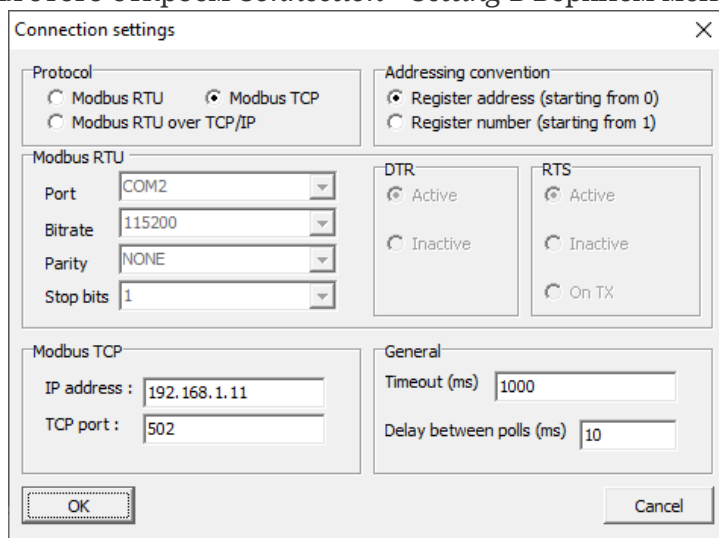 Connection settings
Protocol
Modbus RTU
Modbus TCP
Modbus RTU over TCP/IP
Addressing convention
Register address (starting from 0)
Register number (starting from 1)
Modbus RTU
Port COM2
Bitrate 115200
Parity NONE
Stop bits 1
DTR
Active
Inactive
RTS
Active
Inactive
On TX
Modbus TCP
IP address : 192.168.1.11
TCP port : 502
General
Timeout (ms) 1000
Delay between polls (ms) 10
OK
Cancel